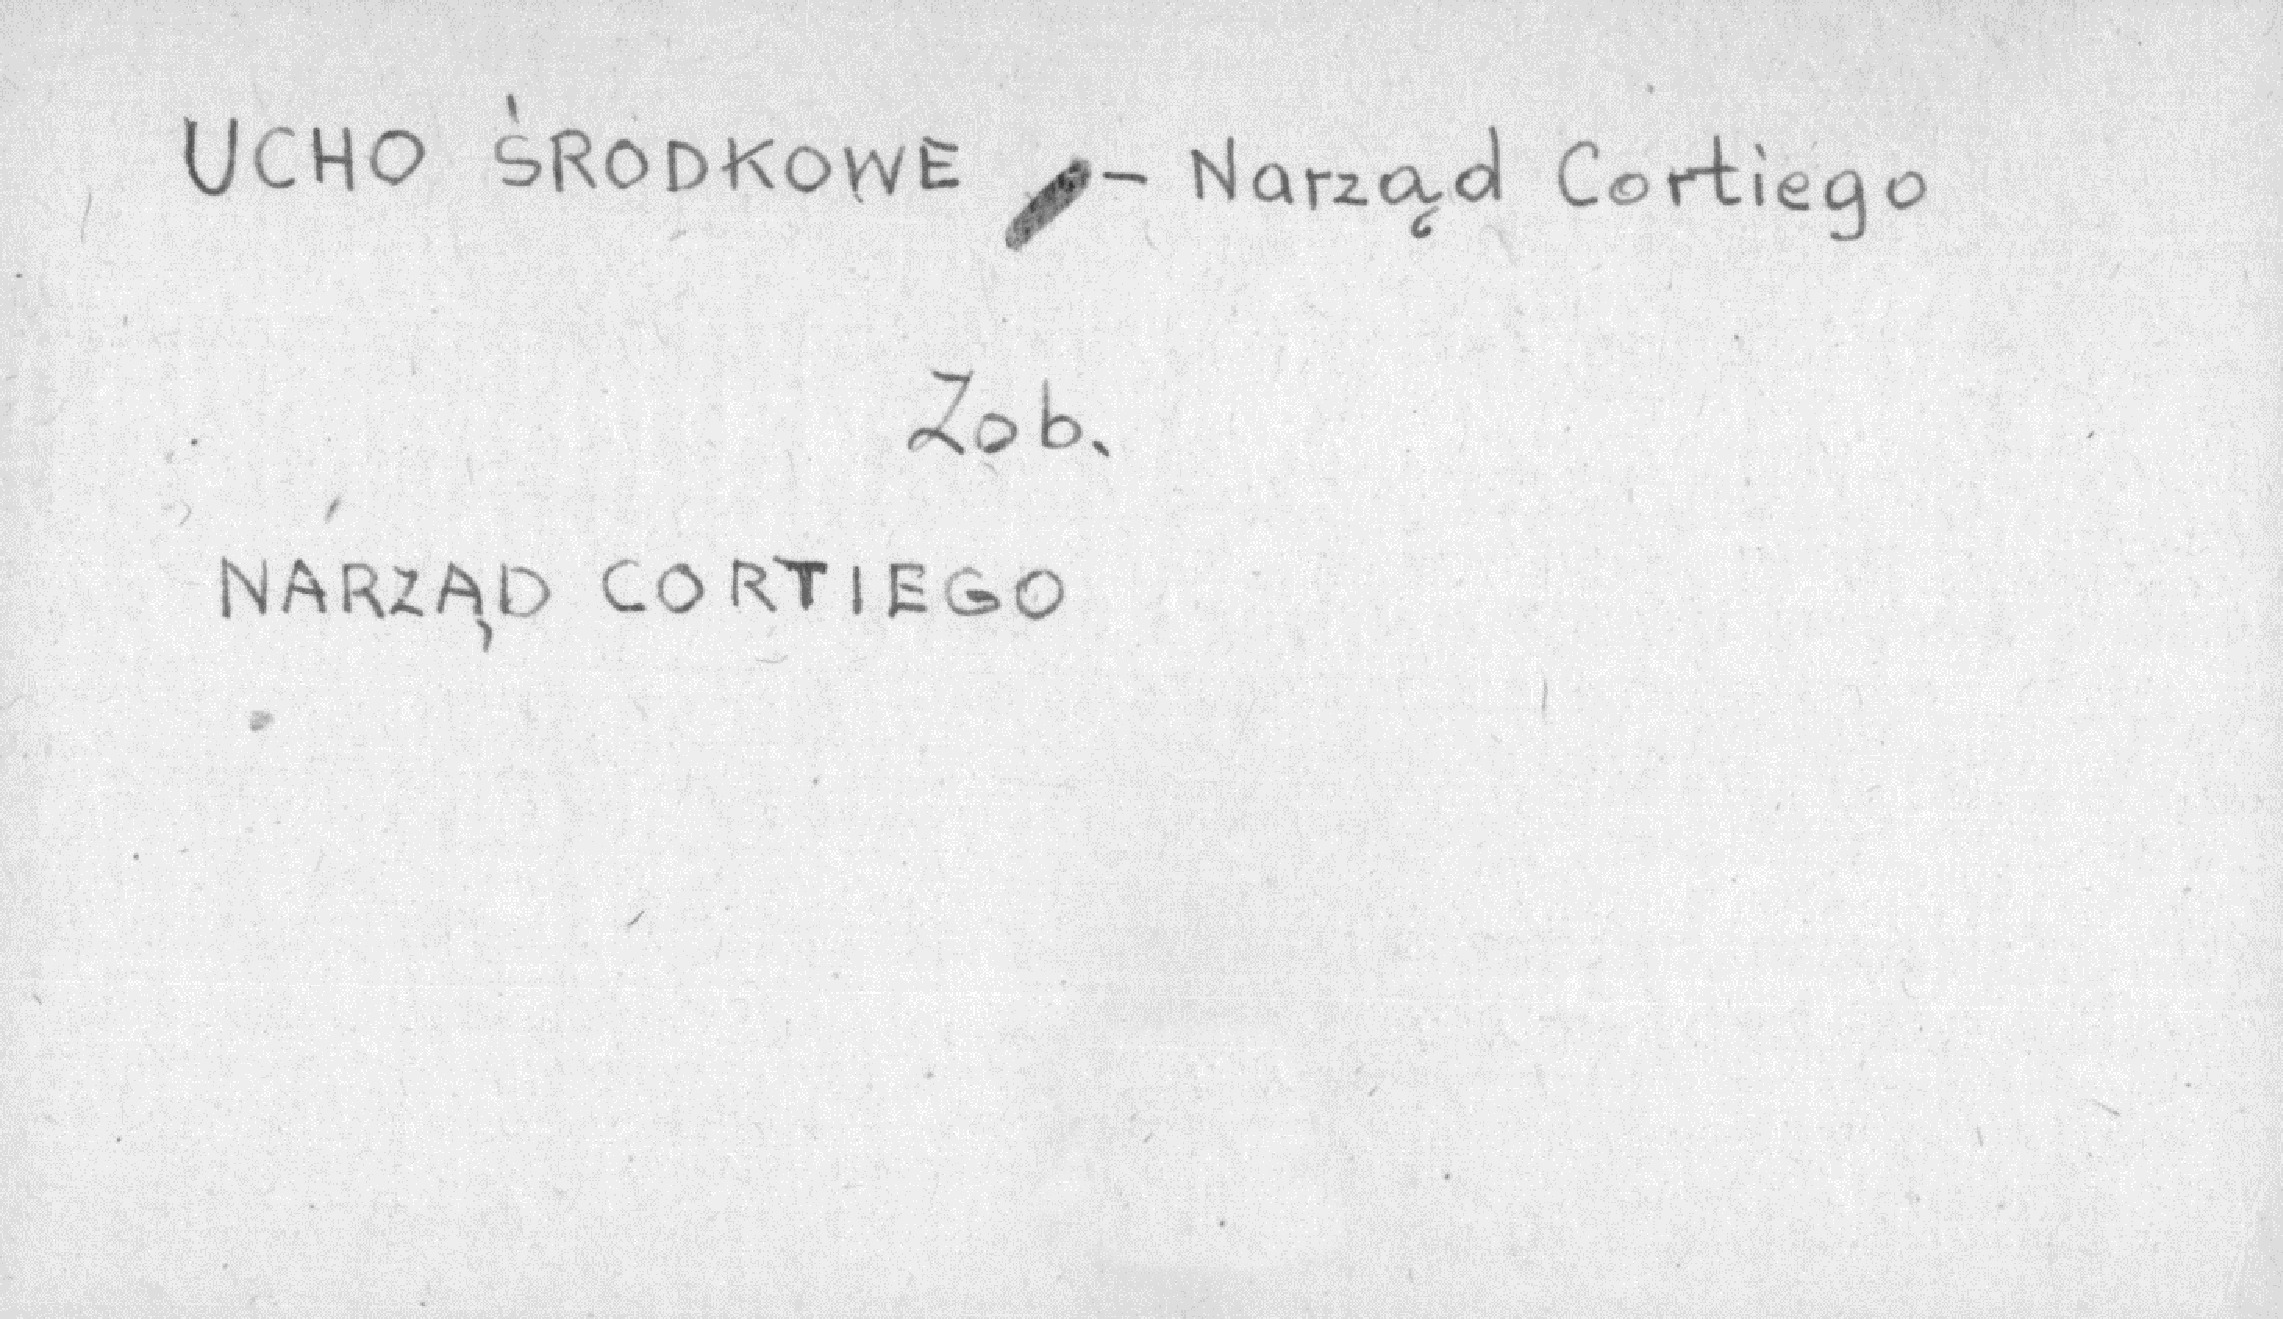 UCHO ŚRODKOWE - Narząd Cortiego
Zob.
NARZĄD CORTIEGO